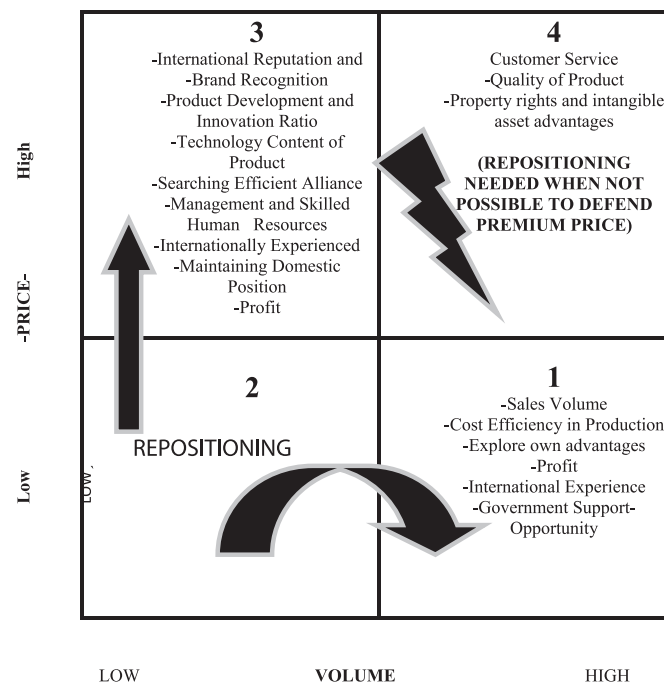 3
-International Reputation and
-Brand Recognition
-Product Development and
Innovation Ratio
-Technology Content of
Product
-Searching Efficient Alliance
-Management and Skilled
Human Resources
-Internationally Experienced
-Maintaining Domestic
Position
-Profit
4
Customer Service
-Quality of Product
-Property rights and intangible
asset advantages
(REPOSITIONING
NEEDED WHEN NOT
POSSIBLE TO DEFEND
PREMIUM PRICE)
High
-PRICE-
Low
LOW
2
REPOSITIONING
1
-Sales Volume
-Cost Efficiency in Production
-Explore own advantages
-Profit
-International Experience
-Government Support-
Opportunity
LOW VOLUME HIGH